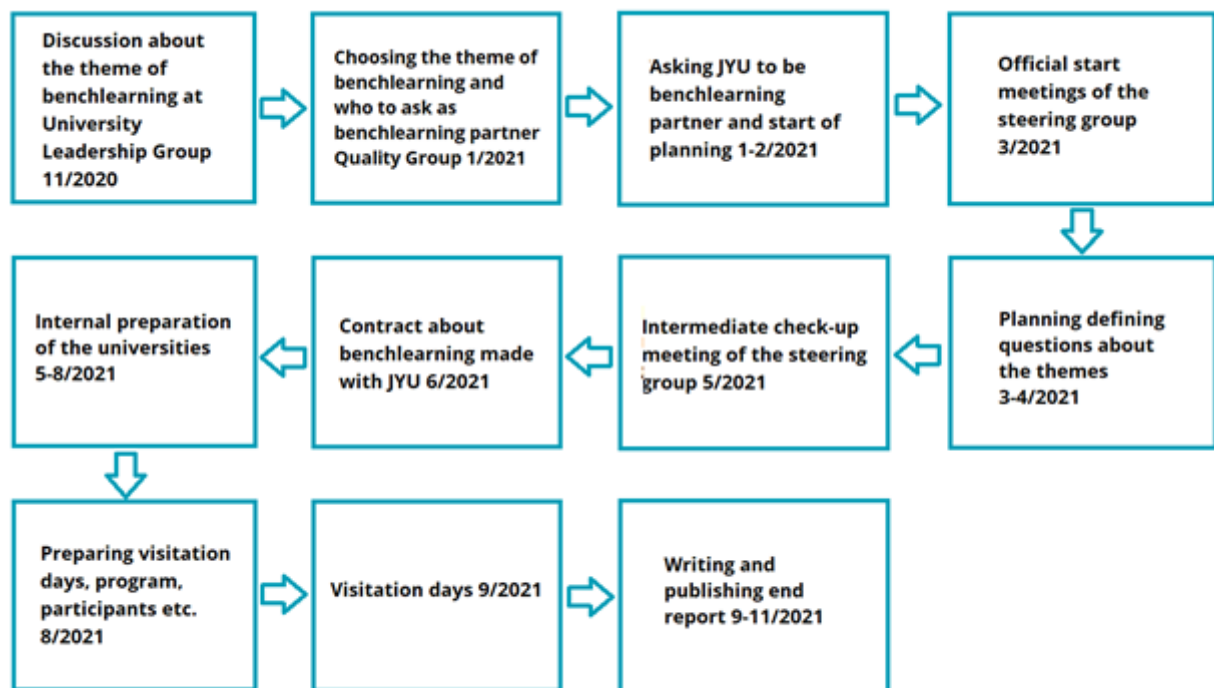 Discussion about
the theme of
benchlearning at
University
Leadership Group
11/2020
Choosing the theme of
benchlearning and
who to ask as
benchlearning partner
Quality Group 1/2021
Asking JYU to be
benchlearning
partner and start of
planning 1-2/2021
Official start
meetings of the
steering group
3/2021
Planning defining
questions about
the themes
3-4/2021
Intermediate check-up
meeting of the steering
group 5/2021
Contract about
benchlearning made
with JYU 6/2021
Internal preparation
of the universities
5-8/2021
Preparing visitation
days, program,
participants etc.
8/2021
Visitation days 9/2021
Writing and
publishing end
report 9-11/2021